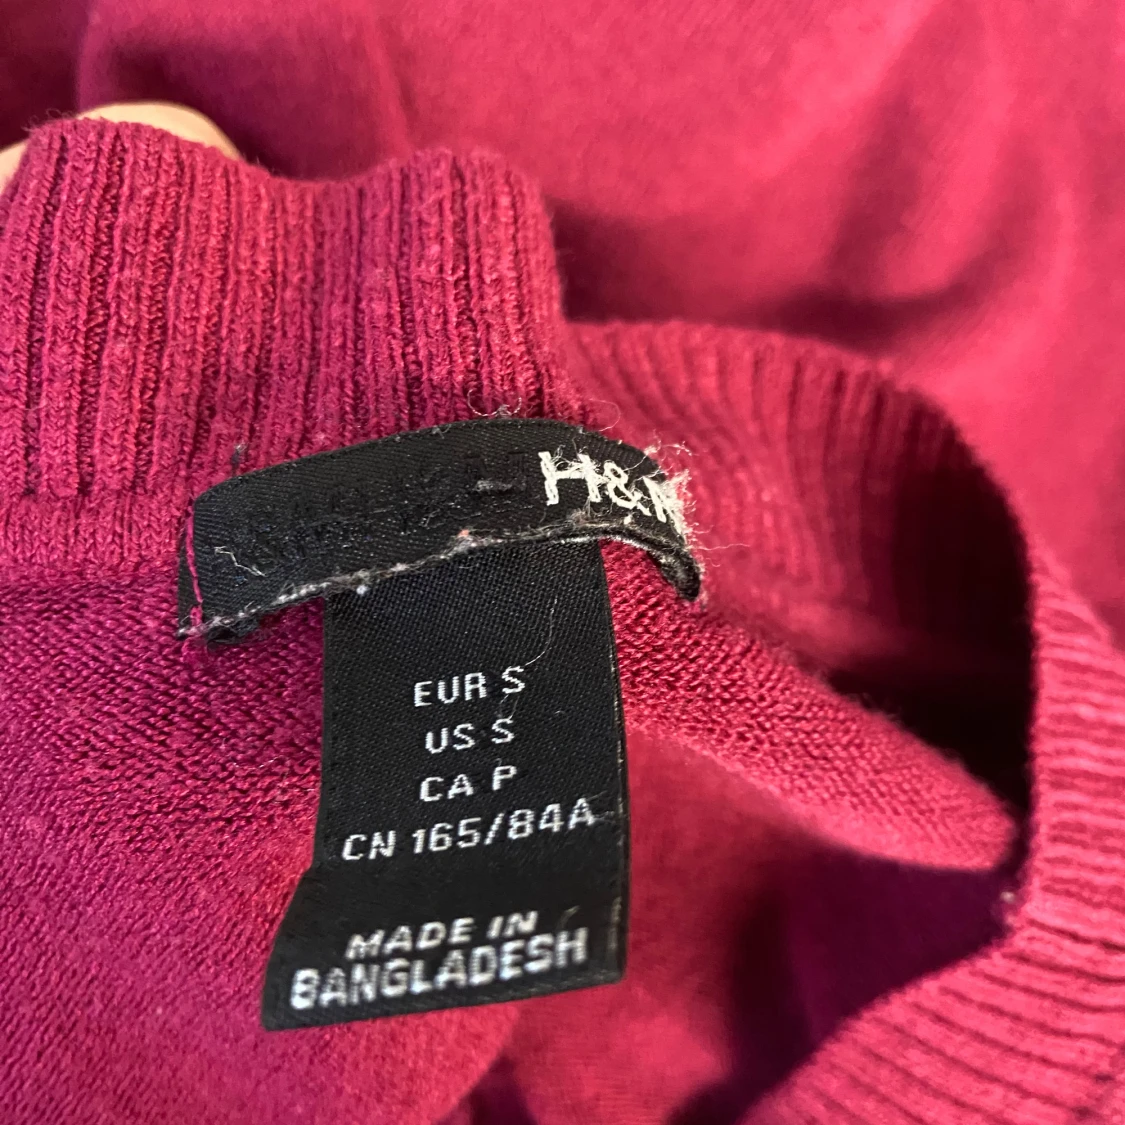 H&M
EUR S
US S
CA P
CN 165/84A
MADE IN
BANGLADESH